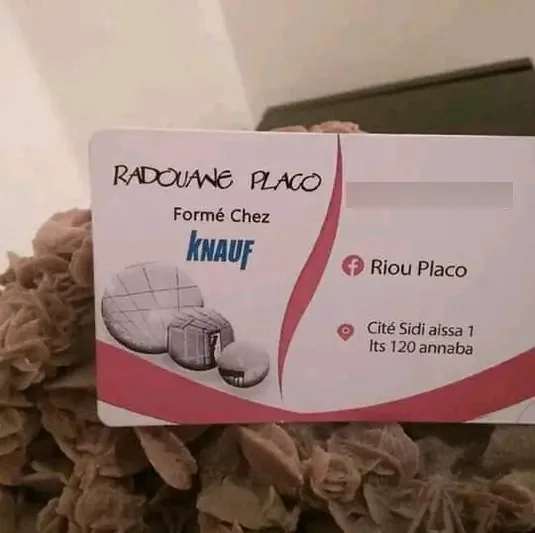 RADOUANE PLACO
Formé Chez
KNAUF
Riou Placo
Cité Sidi aissa 1
lts 120 annaba